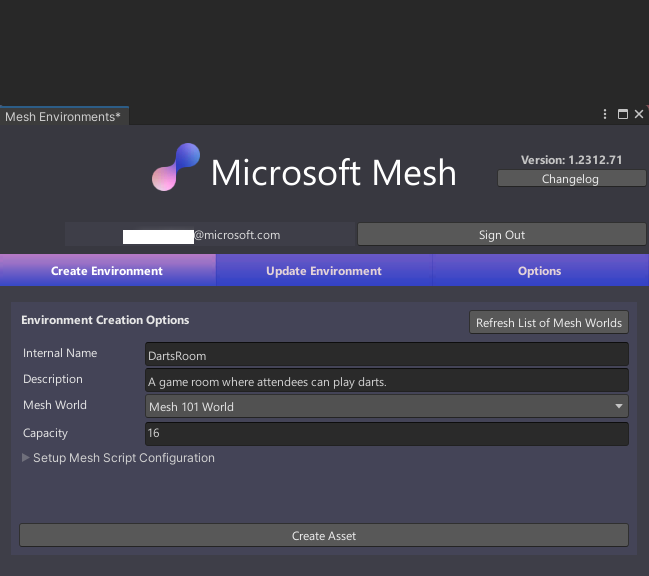 Mesh Environments*
Microsoft Mesh
Version: 1.2312.71
Changelog
@microsoft.com
Sign Out
Create Environment
Update Environment
Options
Environment Creation Options
Refresh List of Mesh Worlds
Internal Name
DartsRoom
Description
A game room where attendees can play darts.
Mesh World
Mesh 101 World
Capacity
16
Setup Mesh Script Configuration
Create Asset